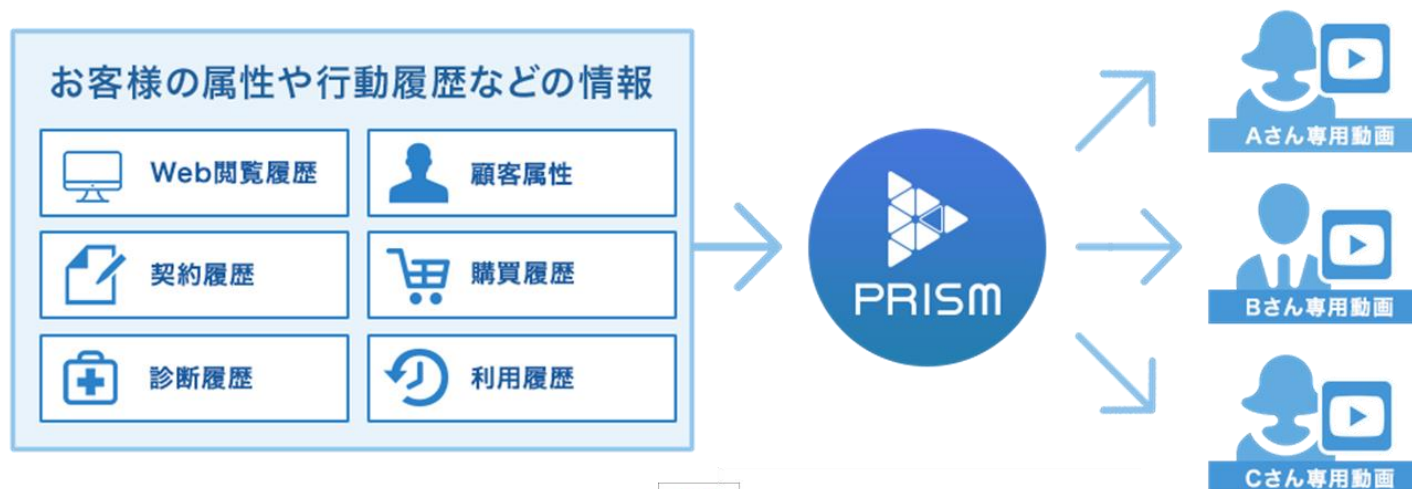 お客様の属性や行動履歴などの情報
Web閲覧履歴
顧客属性
契約履歴
購買履歴
診断履歴
利用履歴
PRISM
Aさん専用動画
Bさん専用動画
Cさん専用動画